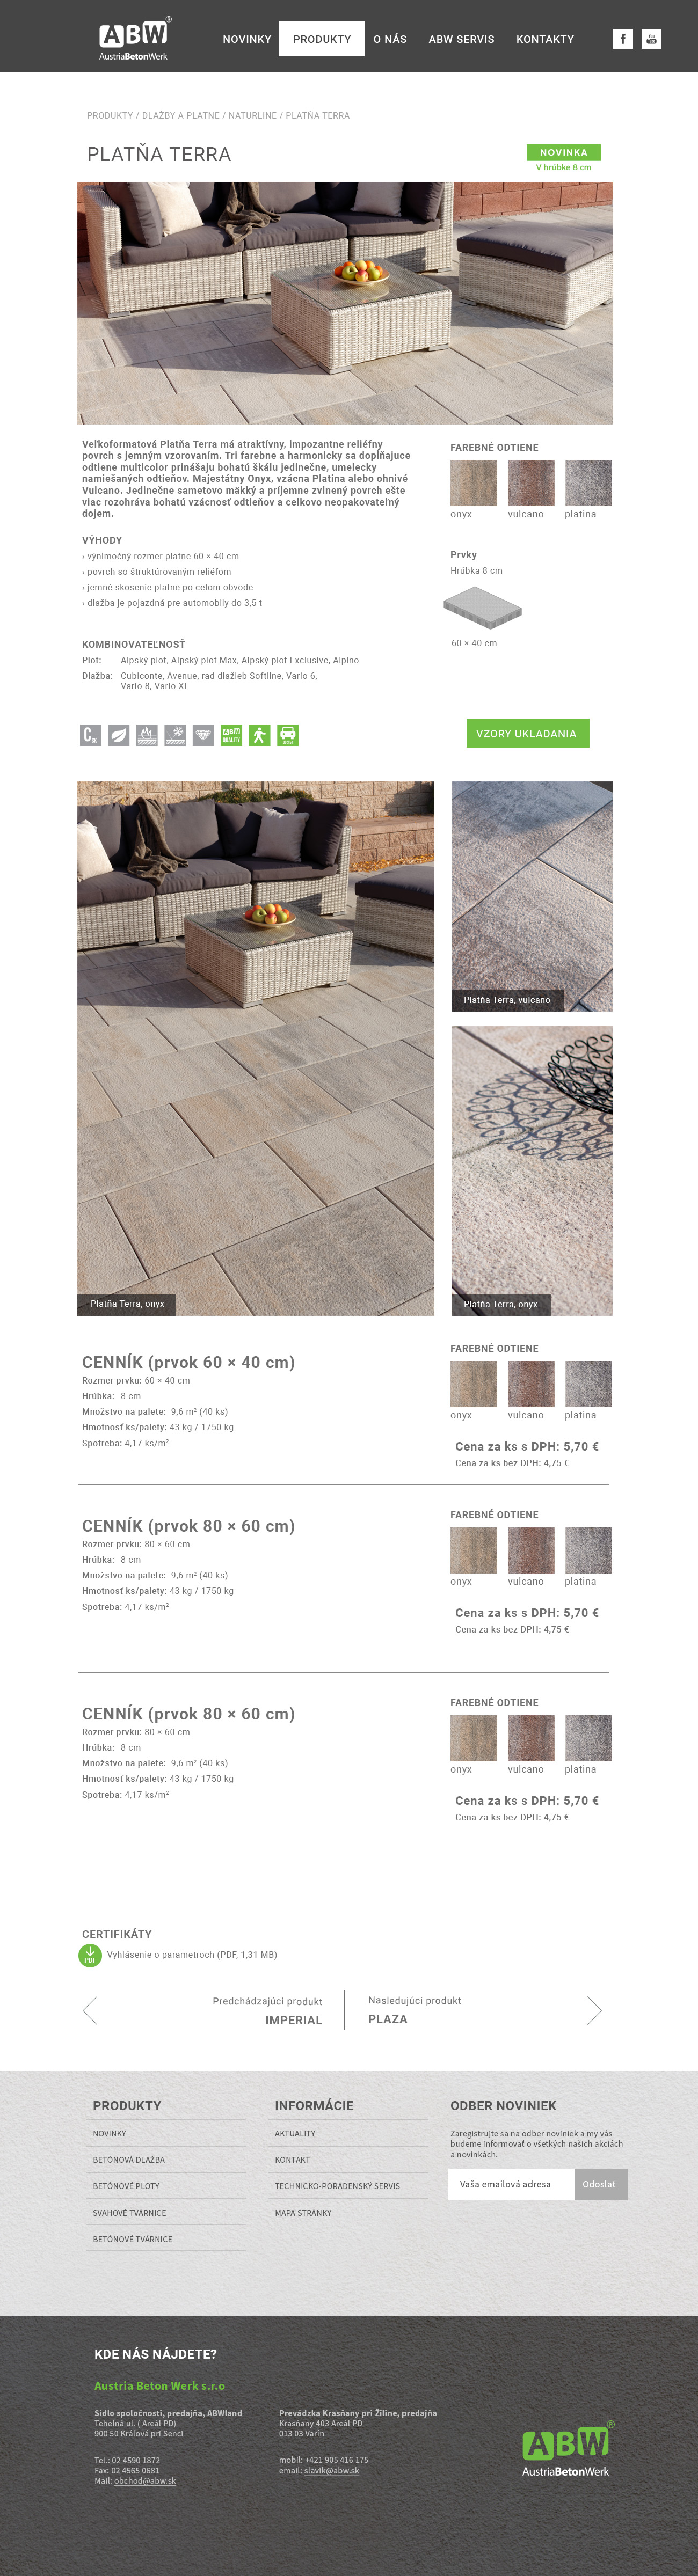 ABW®
AustriaBetonWerk
NOVINKY PRODUKTY O NÁS ABW SERVIS KONTAKTY
f You Tube
PRODUKTY / DLAŽBY A PLATNE / NATURLINE / PLATŇA TERRA
PLATŇA TERRA
NOVINKA
V hrúbke 8 cm
Veľkoformatová Platňa Terra má atraktívny, impozantne reliéfny
povrch s jemným vzorovaním. Tri farebne a harmonicky sa dopĺňajuce
odtiene multicolor prinášaju bohatú škálu jedinečne, umelecky
namiešaných odtieňov. Majestátny Onyx, vzácna Platina alebo ohnivé
Vulcano. Jedinečne sametovo mäkký a príjemne zvlnený povrch ešte
viac rozohráva bohatú vzácnosť odtieňov a celkovo neopakovateľný
dojem.
VÝHODY
› výnimočný rozmer platne 60 × 40 cm
› povrch so štruktúrovaným reliéfom
› jemné skosenie platne po celom obvode
› dlažba je pojazdná pre automobily do 3,5 t
KOMBINOVATEĽNOSŤ
Plot: Alpský plot, Alpský plot Max, Alpský plot Exclusive, Alpino
Dlažba: Cubiconte, Avenue, rad dlažieb Softline, Vario 6,
Vario 8, Vario XI
FAREBNÉ ODTIENE
onyx vulcano platina
Prvky
Hrúbka 8 cm
60 × 40 cm
ABW
QUALITY
VZORY UKLADANIA
Platňa Terra, vulcano
Platňa Terra, onyx
Platňa Terra, onyx
CENNÍK (prvok 60 × 40 cm)
Rozmer prvku: 60 × 40 cm
Hrúbka: 8 cm
Množstvo na palete: 9,6 m² (40 ks)
Hmotnosť ks/palety: 43 kg / 1750 kg
Spotreba: 4,17 ks/m²
FAREBNÉ ODTIENE
onyx vulcano platina
Cena za ks s DPH: 5,70 €
Cena za ks bez DPH: 4,75 €
CENNÍK (prvok 80 × 60 cm)
Rozmer prvku: 80 × 60 cm
Hrúbka: 8 cm
Množstvo na palete: 9,6 m² (40 ks)
Hmotnosť ks/palety: 43 kg / 1750 kg
Spotreba: 4,17 ks/m²
FAREBNÉ ODTIENE
onyx vulcano platina
Cena za ks s DPH: 5,70 €
Cena za ks bez DPH: 4,75 €
CENNÍK (prvok 80 × 60 cm)
Rozmer prvku: 80 × 60 cm
Hrúbka: 8 cm
Množstvo na palete: 9,6 m² (40 ks)
Hmotnosť ks/palety: 43 kg / 1750 kg
Spotreba: 4,17 ks/m²
FAREBNÉ ODTIENE
onyx vulcano platina
Cena za ks s DPH: 5,70 €
Cena za ks bez DPH: 4,75 €
CERTIFIKÁTY
PDF Vyhlásenie o parametroch (PDF, 1,31 MB)
Predchádzajúci produkt
IMPERIAL
Nasledujúci produkt
PLAZA
PRODUKTY
NOVINKY
BETÓNOVÁ DLAŽBA
BETÓNOVÉ PLOTY
SVAHOVÉ TVÁRNICE
BETÓNOVÉ TVÁRNICE
INFORMÁCIE
AKTUALITY
KONTAKT
TECHNICKO-PORADENSKÝ SERVIS
MAPA STRÁNKY
ODBER NOVINIEK
Zaregistrujte sa na odber noviniek a my vás
budeme informovať o všetkých našich akciách
a novinkách.
Vaša emailová adresa Odoslať
KDE NÁS NÁJDETE?
Austria Beton Werk s.r.o
Sídlo spoločnosti, predajňa, ABWland
Tehelná ul. ( Areál PD)
900 50 Kráľová pri Senci
Tel.: 02 4590 1872
Fax: 02 4565 0681
Mail: obchod@abw.sk
Prevádzka Krasňany pri Žiline, predajňa
Krasňany 403 Areál PD
013 03 Varín
mobil: +421 905 416 175
email: slavik@abw.sk
ABW®
AustriaBetonWerk